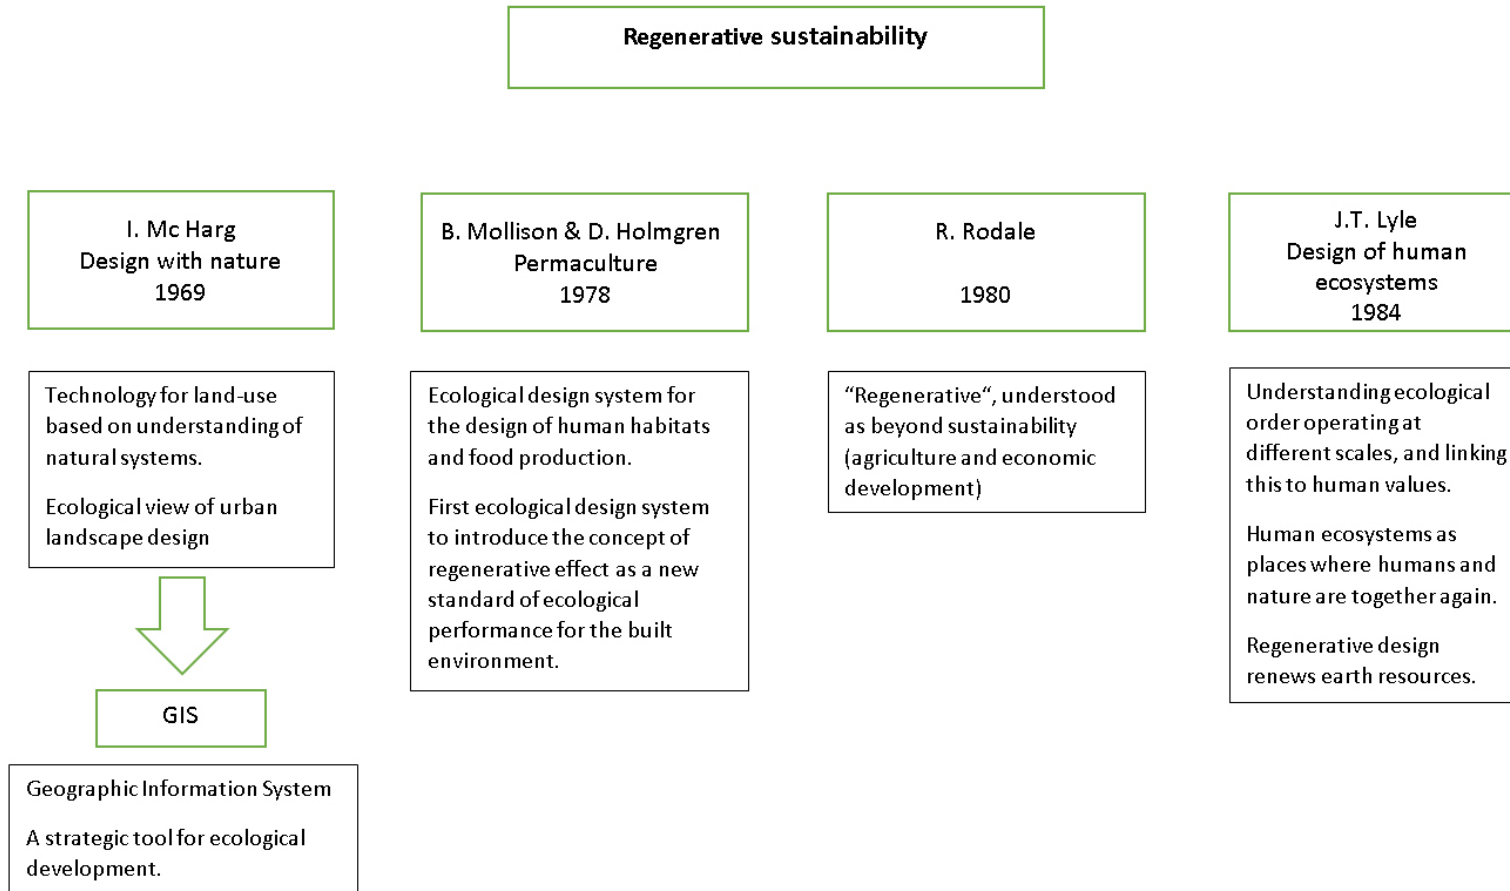 Regenerative sustainability
I. Mc Harg
Design with nature
1969
B. Mollison & D. Holmgren
Permaculture
1978
R. Rodale
1980
J.T. Lyle
Design of human
ecosystems
1984
Technology for land-use
based on understanding of
natural systems.
Ecological view of urban
landscape design
GIS
Geographic Information System
A strategic tool for ecological
development.
Ecological design system for
the design of human habitats
and food production.
First ecological design system
to introduce the concept of
regenerative effect as a new
standard of ecological
performance for the built
environment.
“Regenerative“, understood
as beyond sustainability
(agriculture and economic
development)
Understanding ecological
order operating at
different scales, and linking
this to human values.
Human ecosystems as
places where humans and
nature are together again.
Regenerative design
renews earth resources.